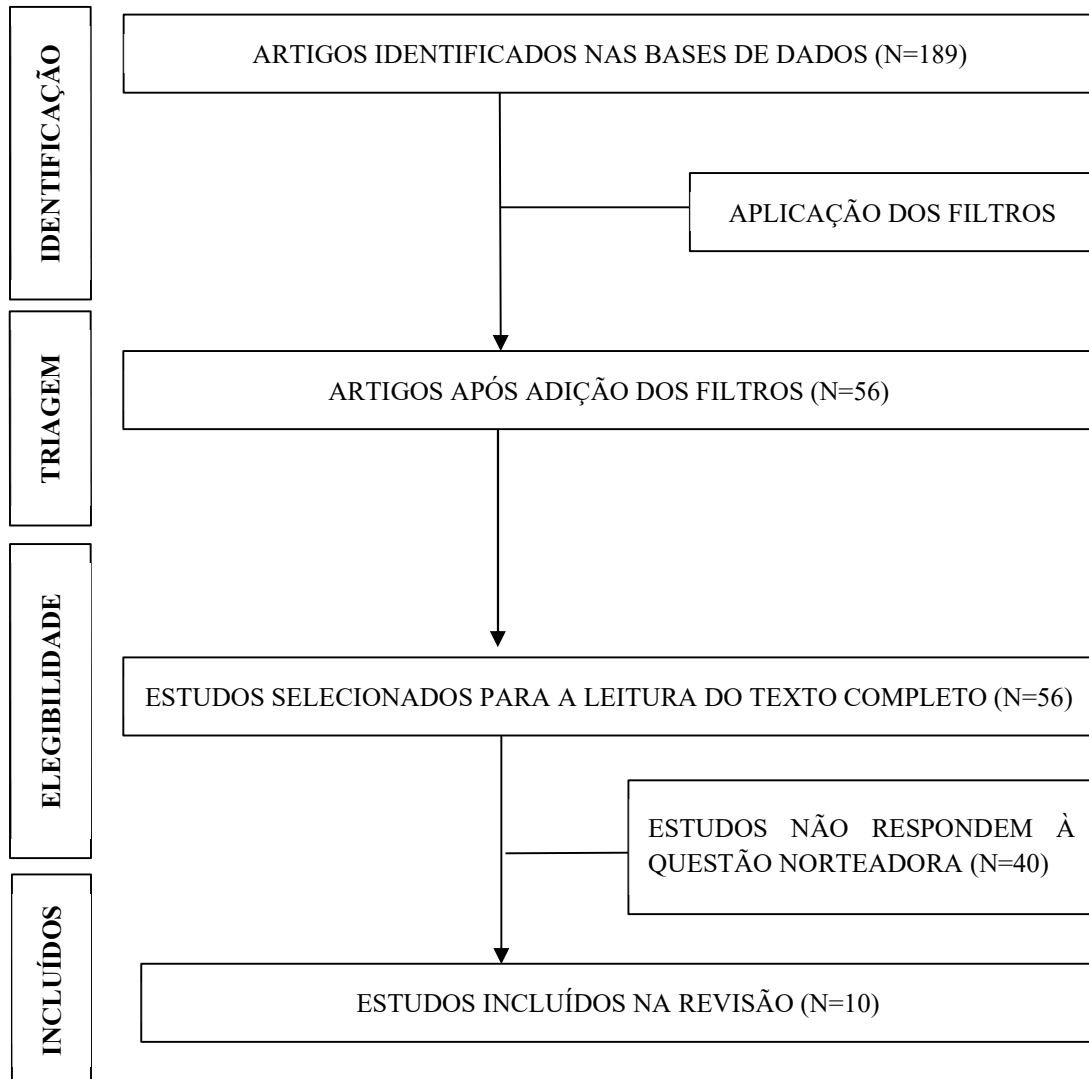 IDENTIFICAÇÃO
ARTIGOS IDENTIFICADOS NAS BASES DE DADOS (N=189)
APLICAÇÃO DOS FILTROS
TRIAGEM
ARTIGOS APÓS ADIÇÃO DOS FILTROS (N=56)
ELEGIBILIDADE
ESTUDOS SELECIONADOS PARA A LEITURA DO TEXTO COMPLETO (N=56)
ESTUDOS NÃO RESPONDEM À
QUESTÃO NORTEADORA (N=40)
INCLUÍDOS
ESTUDOS INCLUÍDOS NA REVISÃO (N=10)